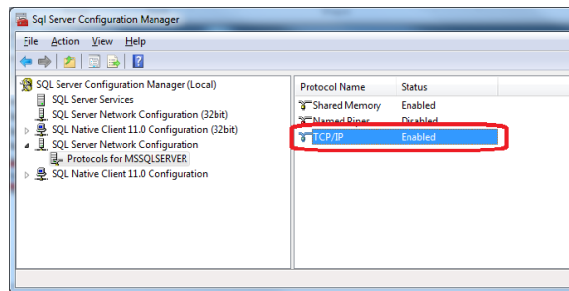 Sql Server Configuration Manager
File Action View Help
SQL Server Configuration Manager (Local)
SQL Server Services
SQL Server Network Configuration (32bit)
SQL Native Client 11.0 Configuration (32bit)
SQL Server Network Configuration
Protocols for MSSQLSERVER
SQL Native Client 11.0 Configuration
Protocol Name Status
Shared Memory Enabled
Named Pipes Disabled
TCP/IP Enabled